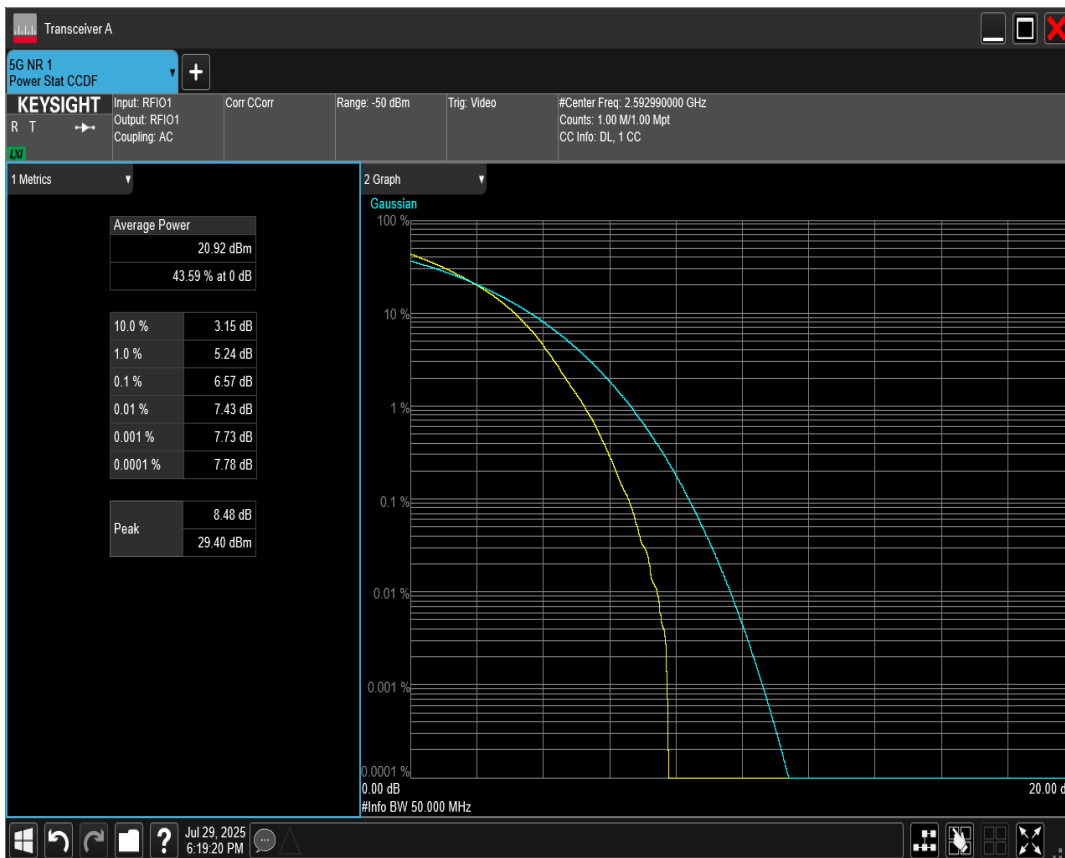 Transceiver A
5G NR 1
Power Stat CCDF
+
KEYSIGHT
R T
LXI
Input: RFIO1
Output: RFIO1
Coupling: AC
Corr CCorr
Range: -50 dBm
Trig: Video
#Center Freq: 2.592990000 GHz
Counts: 1.00 M/1.00 Mpt
CC Info: DL, 1 CC
1 Metrics
Average Power
20.92 dBm
43.59 % at 0 dB
10.0 % 3.15 dB
1.0 % 5.24 dB
0.1 % 6.57 dB
0.01 % 7.43 dB
0.001 % 7.73 dB
0.0001 % 7.78 dB
Peak
8.48 dB
29.40 dBm
2 Graph
Gaussian
100 %
10 %
1 %
0.1 %
0.01 %
0.001 %
0.0001 %
0.00 dB
20.00 d
#Info BW 50.000 MHz
?
Jul 29, 2025
6:19:20 PM